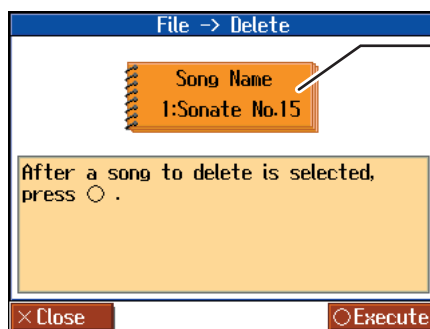 File -> Delete
Song Name
1:Sonate No.15
After a song to delete is selected,
press ○ .
×Close
○Execute